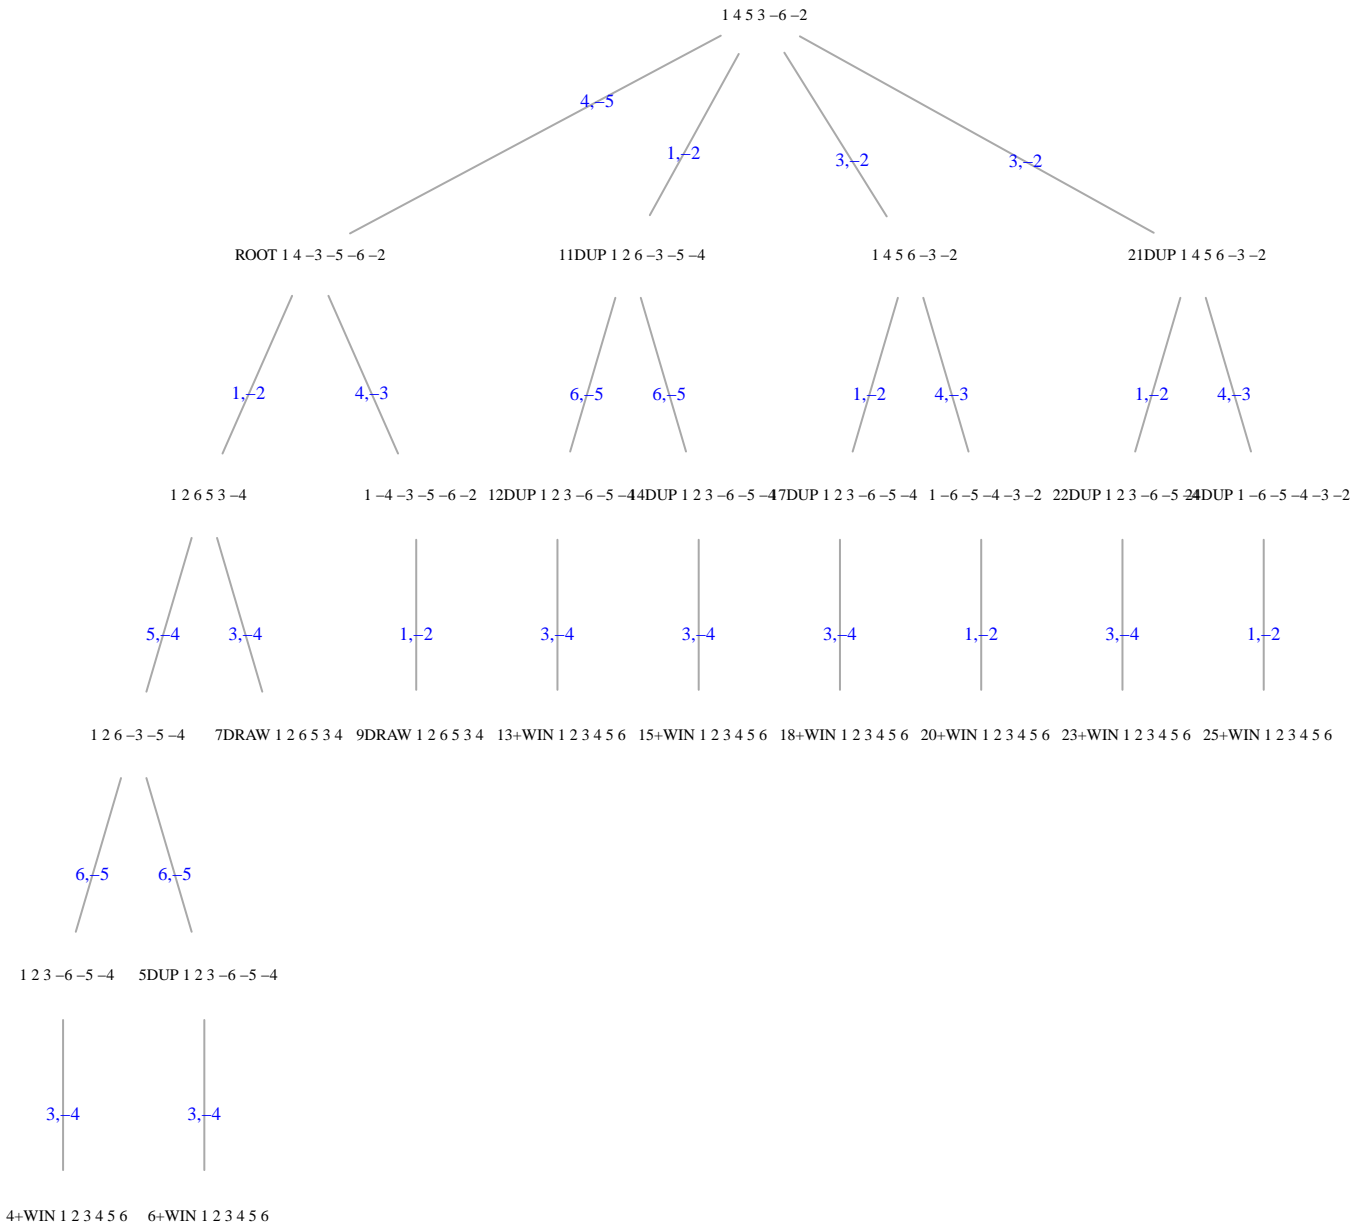 1 4 5 3 –6 –2
4,–5
1,–2
3,–2
3,–2
ROOT 1 4 –3 –5 –6 –2
11DUP 1 2 6 –3 –5 –4
1 4 5 6 –3 –2
21DUP 1 4 5 6 –3 –2
1,–2
4,–3
6,–5
6,–5
1,–2
4,–3
1,–2
4,–3
1 2 6 5 3 –4
1 –4 –3 –5 –6 –2
12DUP 1 2 3 –6 –5 –4
14DUP 1 2 3 –6 –5 –4
17DUP 1 2 3 –6 –5 –4
1 –6 –5 –4 –3 –2
22DUP 1 2 3 –6 –5 –4
24DUP 1 –6 –5 –4 –3 –2
5,–4
3,–4
1,–2
3,–4
3,–4
3,–4
1,–2
3,–4
1,–2
1 2 6 –3 –5 –4
7DRAW 1 2 6 5 3 4
9DRAW 1 2 6 5 3 4
13+WIN 1 2 3 4 5 6
15+WIN 1 2 3 4 5 6
18+WIN 1 2 3 4 5 6
20+WIN 1 2 3 4 5 6
23+WIN 1 2 3 4 5 6
25+WIN 1 2 3 4 5 6
6,–5
6,–5
1 2 3 –6 –5 –4
5DUP 1 2 3 –6 –5 –4
3,–4
3,–4
4+WIN 1 2 3 4 5 6
6+WIN 1 2 3 4 5 6